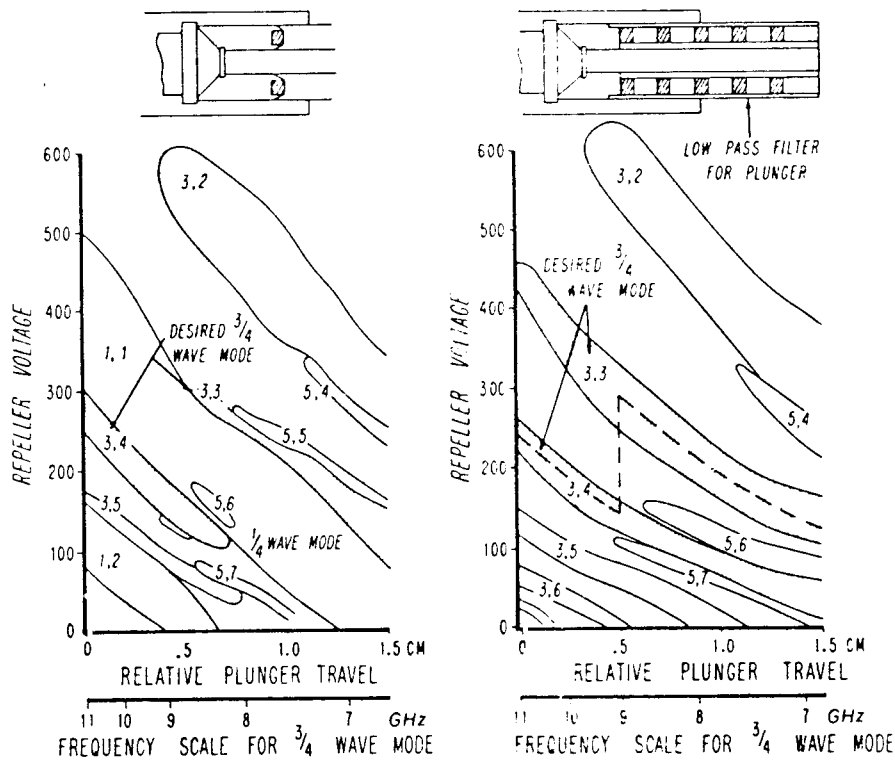 LOW PASS FILTER
FOR PLUNGER
REPELLER VOLTAGE
600
500
400
300
200
100
0
3,2
1,1
DESIRED 3/4
WAVE MODE
3,3
5,4
5,5
3,4
5,6
3,5
1/4 WAVE MODE
5,7
1,2
0 .5 1.0 1.5 CM
RELATIVE PLUNGER TRAVEL
11 10 9 8 7 GHz
FREQUENCY SCALE FOR 3/4 WAVE MODE
REPELLER VOLTAGE
600
500
400
300
200
100
0
3,2
DESIRED 3/4
WAVE MODE
3,3
5,4
3,4
5,6
3,5
5,7
3,6
0 .5 1.0 1.5 CM
RELATIVE PLUNGER TRAVEL
11 10 9 8 7 GHz
FREQUENCY SCALE FOR 3/4 WAVE MODE